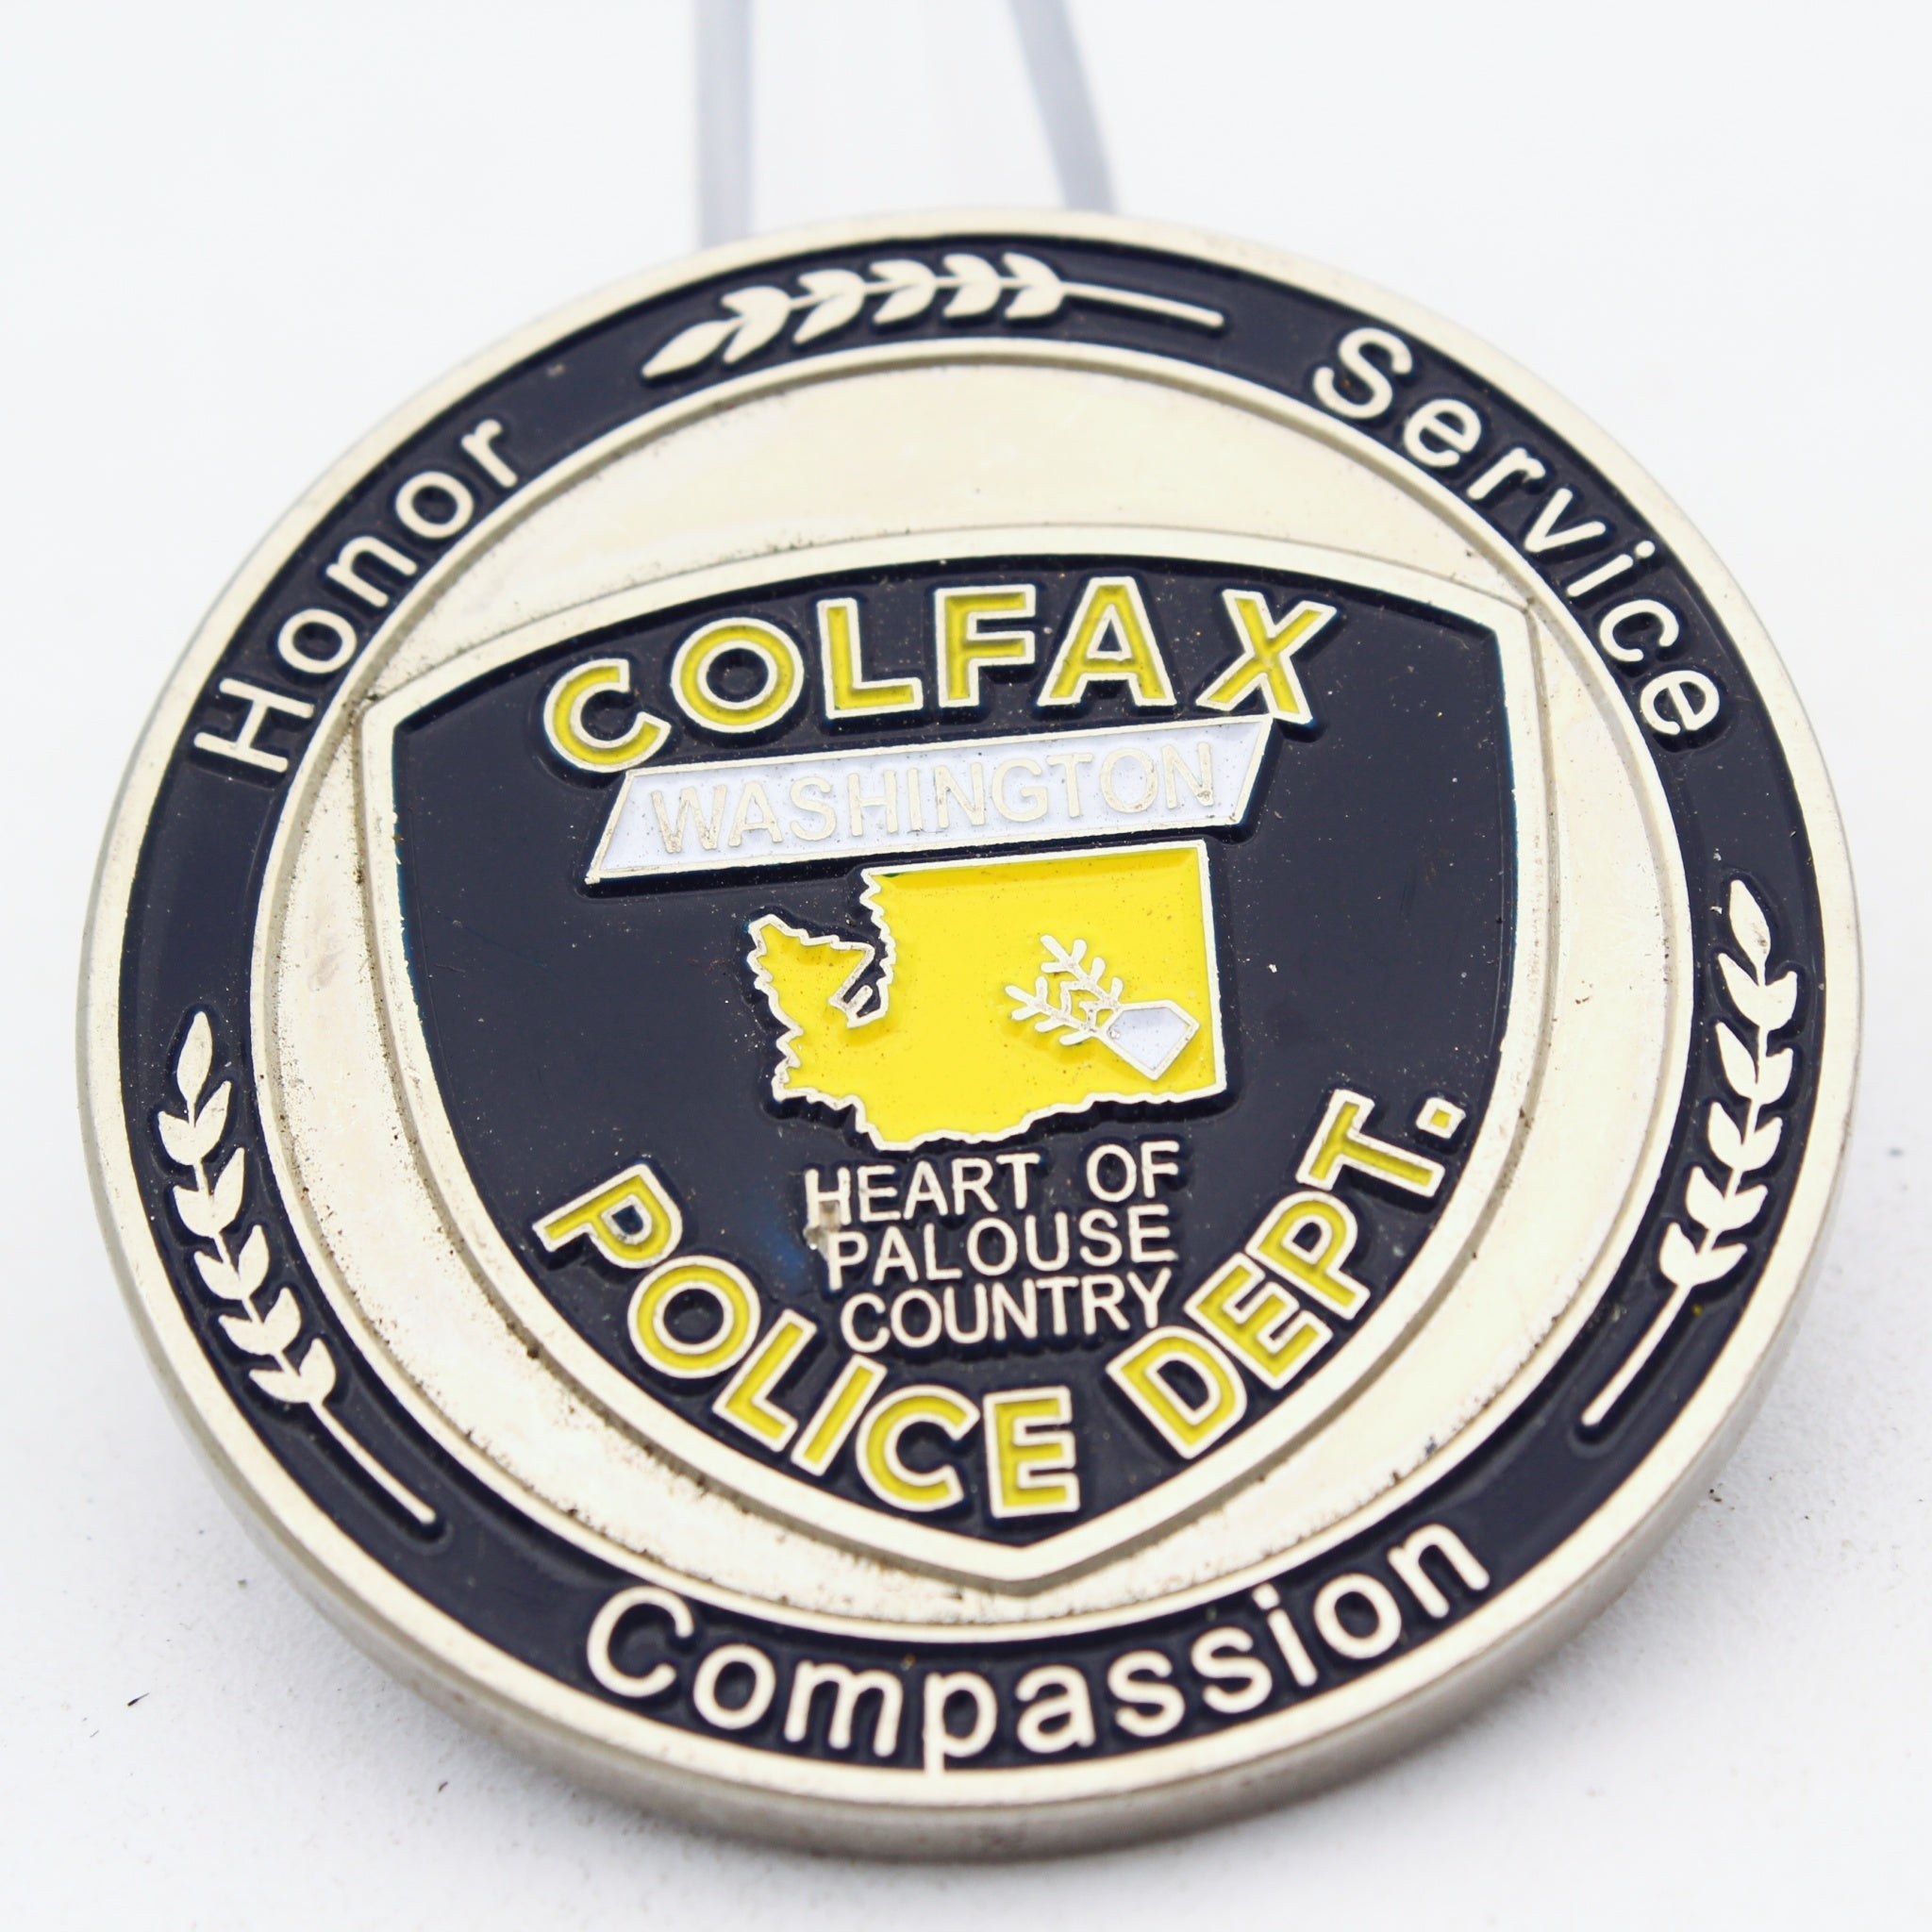 Honor
Service
COLFAX
WASHINGTON
HEART OF
PALOUSE
COUNTRY
POLICE DEPT.
Compassion